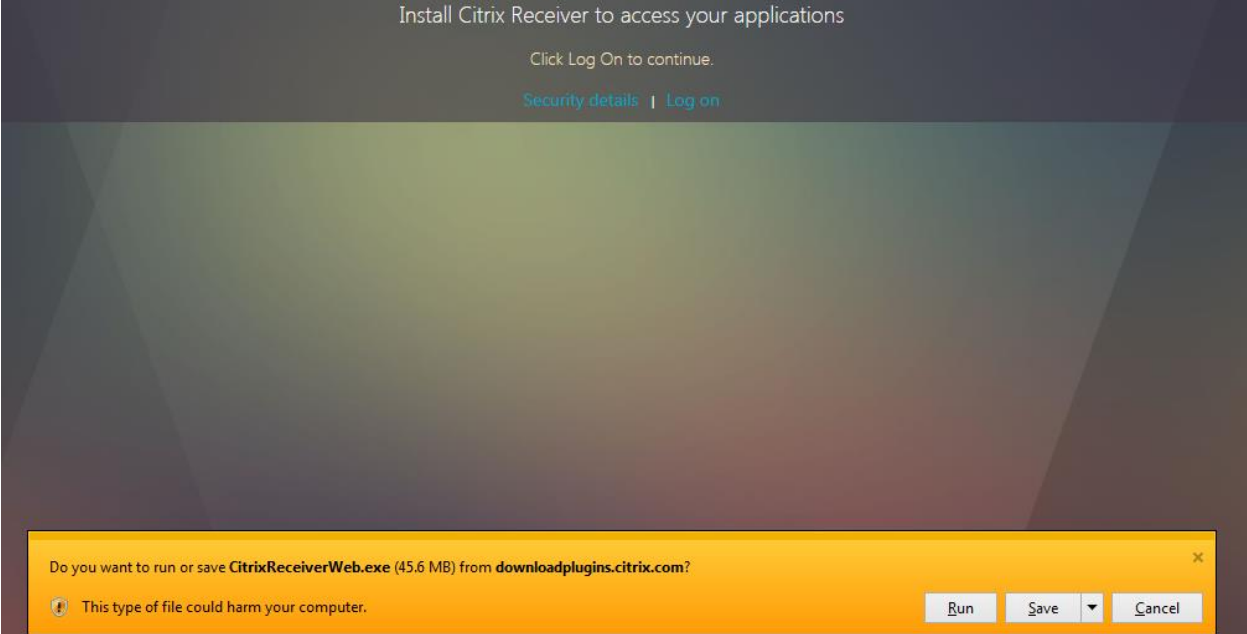 Install Citrix Receiver to access your applications
Click Log On to continue.
Security details | Log on
Do you want to run or save CitrixReceiverWeb.exe (45.6 MB) from downloadplugins.citrix.com?
This type of file could harm your computer.
Run Save Cancel